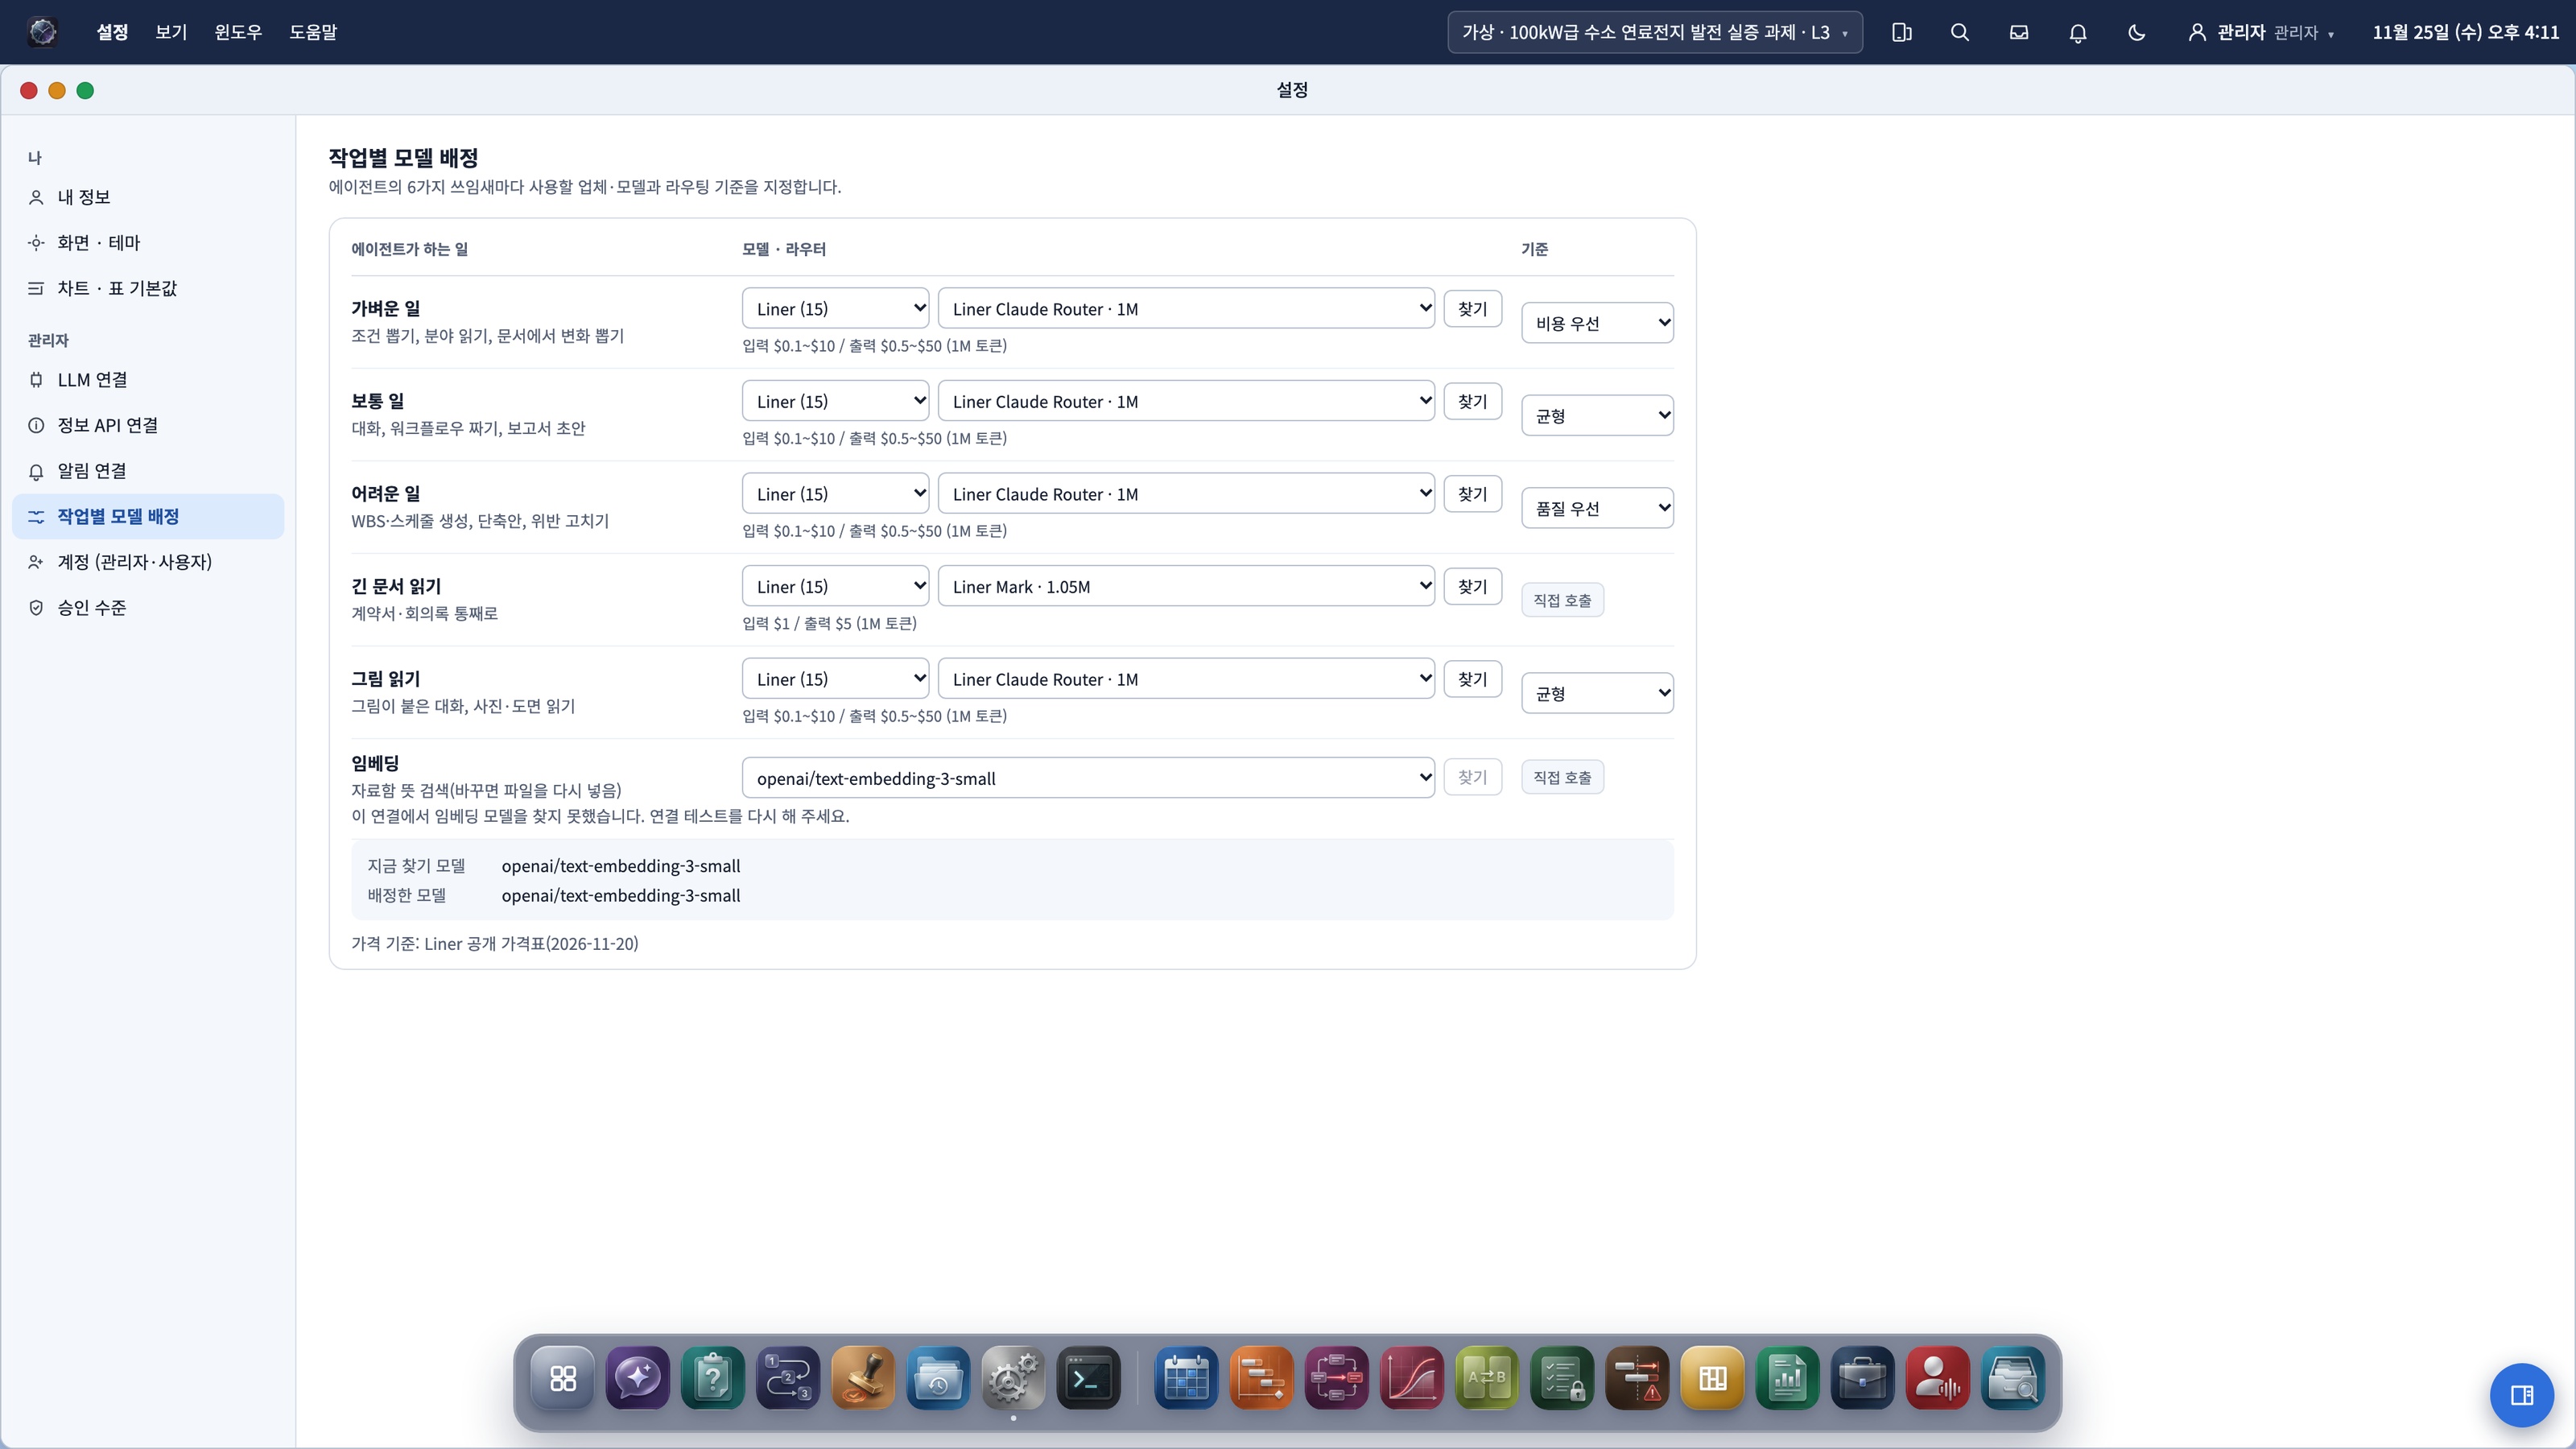 설정 보기 윈도우 도움말
가상 · 100kW급 수소 연료전지 발전 실증 과제 · L3 ▾
관리자 관리자 ▾
11월 25일 (수) 오후 4:11
설정
나
내 정보
화면 · 테마
차트 · 표 기본값
관리자
LLM 연결
정보 API 연결
알림 연결
작업별 모델 배정
계정 (관리자·사용자)
승인 수준
작업별 모델 배정
에이전트의 6가지 쓰임새마다 사용할 업체·모델과 라우팅 기준을 지정합니다.
에이전트가 하는 일 모델 · 라우터 기준
가벼운 일
조건 뽑기, 분야 읽기, 문서에서 변화 뽑기
Liner (15) Liner Claude Router · 1M 찾기 비용 우선
입력 $0.1~$10 / 출력 $0.5~$50 (1M 토큰)
보통 일
대화, 워크플로우 짜기, 보고서 초안
Liner (15) Liner Claude Router · 1M 찾기 균형
입력 $0.1~$10 / 출력 $0.5~$50 (1M 토큰)
어려운 일
WBS·스케줄 생성, 단축안, 위반 고치기
Liner (15) Liner Claude Router · 1M 찾기 품질 우선
입력 $0.1~$10 / 출력 $0.5~$50 (1M 토큰)
긴 문서 읽기
계약서·회의록 통째로
Liner (15) Liner Mark · 1.05M 찾기 직접 호출
입력 $1 / 출력 $5 (1M 토큰)
그림 읽기
그림이 붙은 대화, 사진·도면 읽기
Liner (15) Liner Claude Router · 1M 찾기 균형
입력 $0.1~$10 / 출력 $0.5~$50 (1M 토큰)
임베딩
자료함 뜻 검색(바꾸면 파일을 다시 넣음)
openai/text-embedding-3-small 찾기 직접 호출
이 연결에서 임베딩 모델을 찾지 못했습니다. 연결 테스트를 다시 해 주세요.
지금 찾기 모델 openai/text-embedding-3-small
배정한 모델 openai/text-embedding-3-small
가격 기준: Liner 공개 가격표(2026-11-20)
? 1 2 3 A⇄B